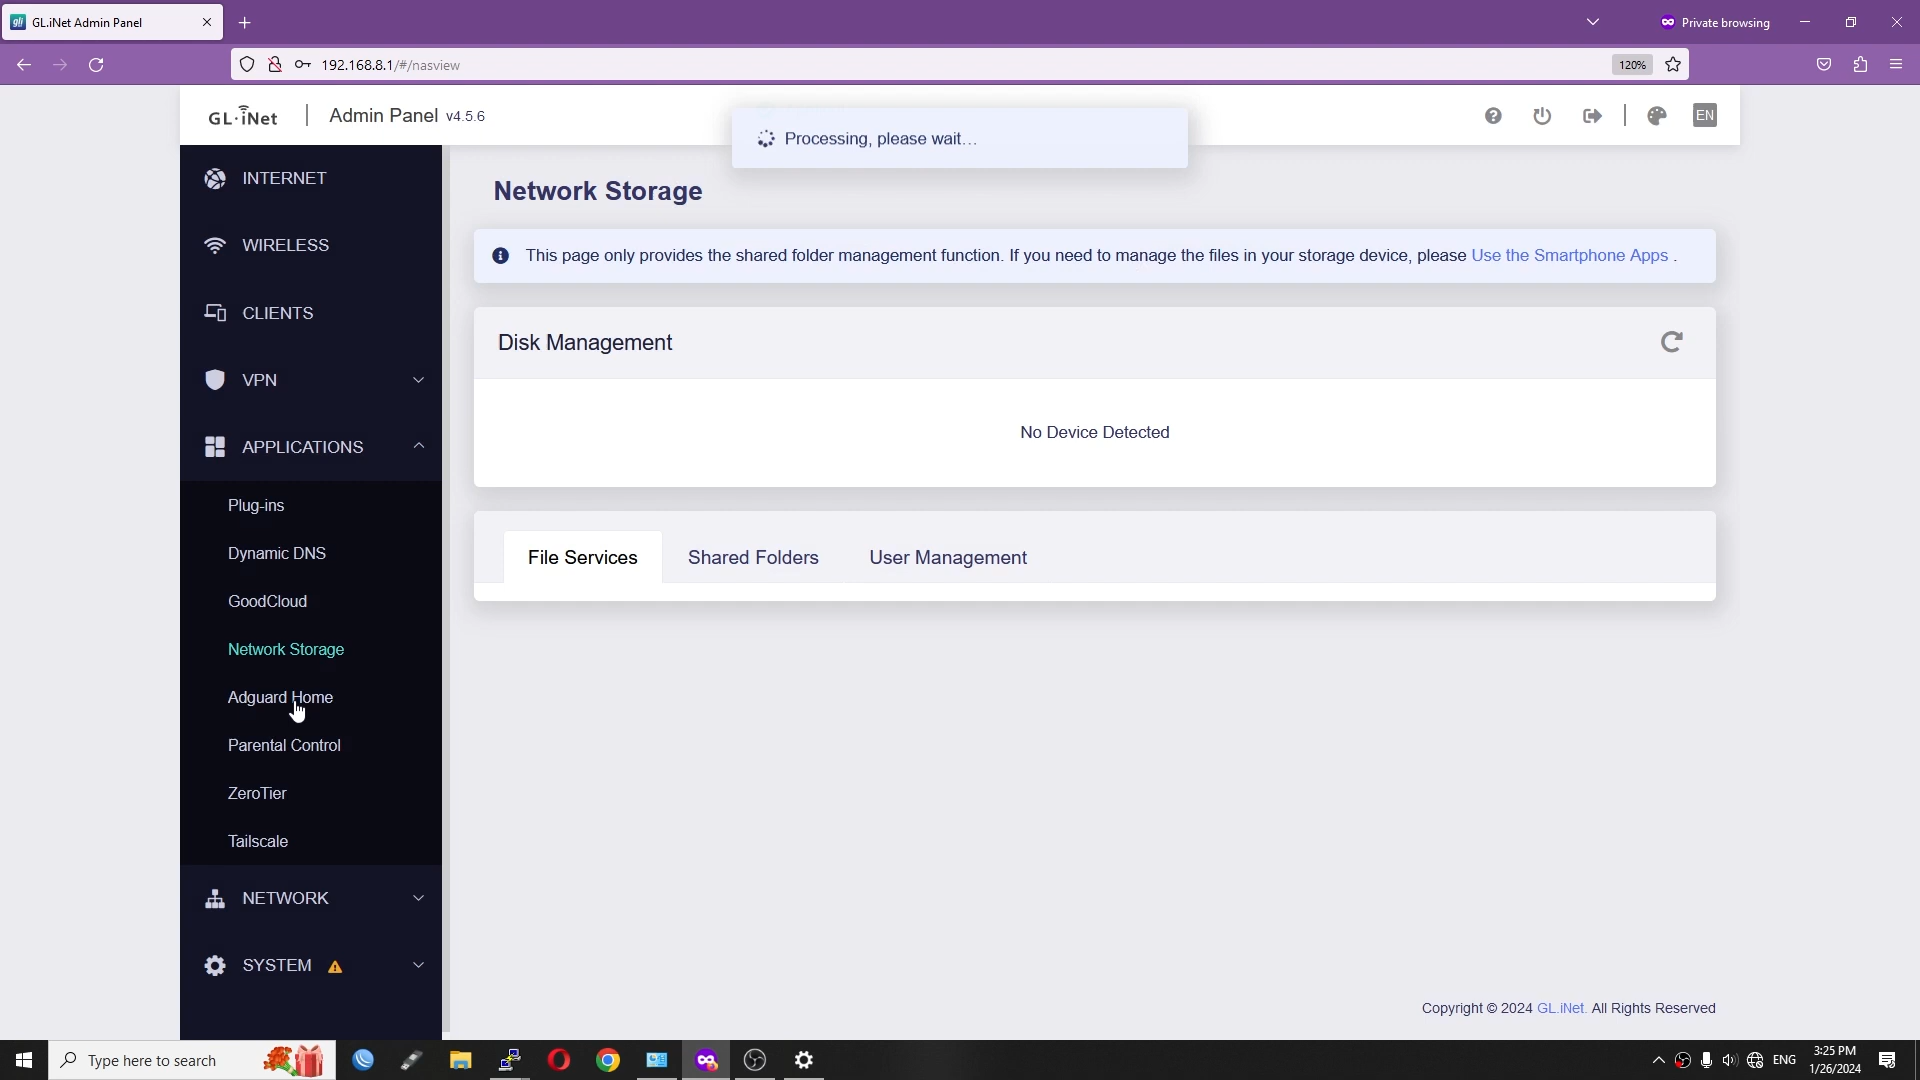 GL.iNet Admin Panel
Private browsing
192.168.8.1/#/nasview
120%
GL·iNet
Admin Panel v4.5.6
Processing, please wait…
EN
INTERNET
WIRELESS
CLIENTS
VPN
APPLICATIONS
Plug-ins
Dynamic DNS
GoodCloud
Network Storage
Adguard Home
Parental Control
ZeroTier
Tailscale
NETWORK
SYSTEM
Network Storage
This page only provides the shared folder management function. If you need to manage the files in your storage device, please Use the Smartphone Apps .
Disk Management
No Device Detected
File Services
Shared Folders
User Management
Copyright © 2024 GL.iNet. All Rights Reserved
Type here to search
ENG
3:25 PM
1/26/2024